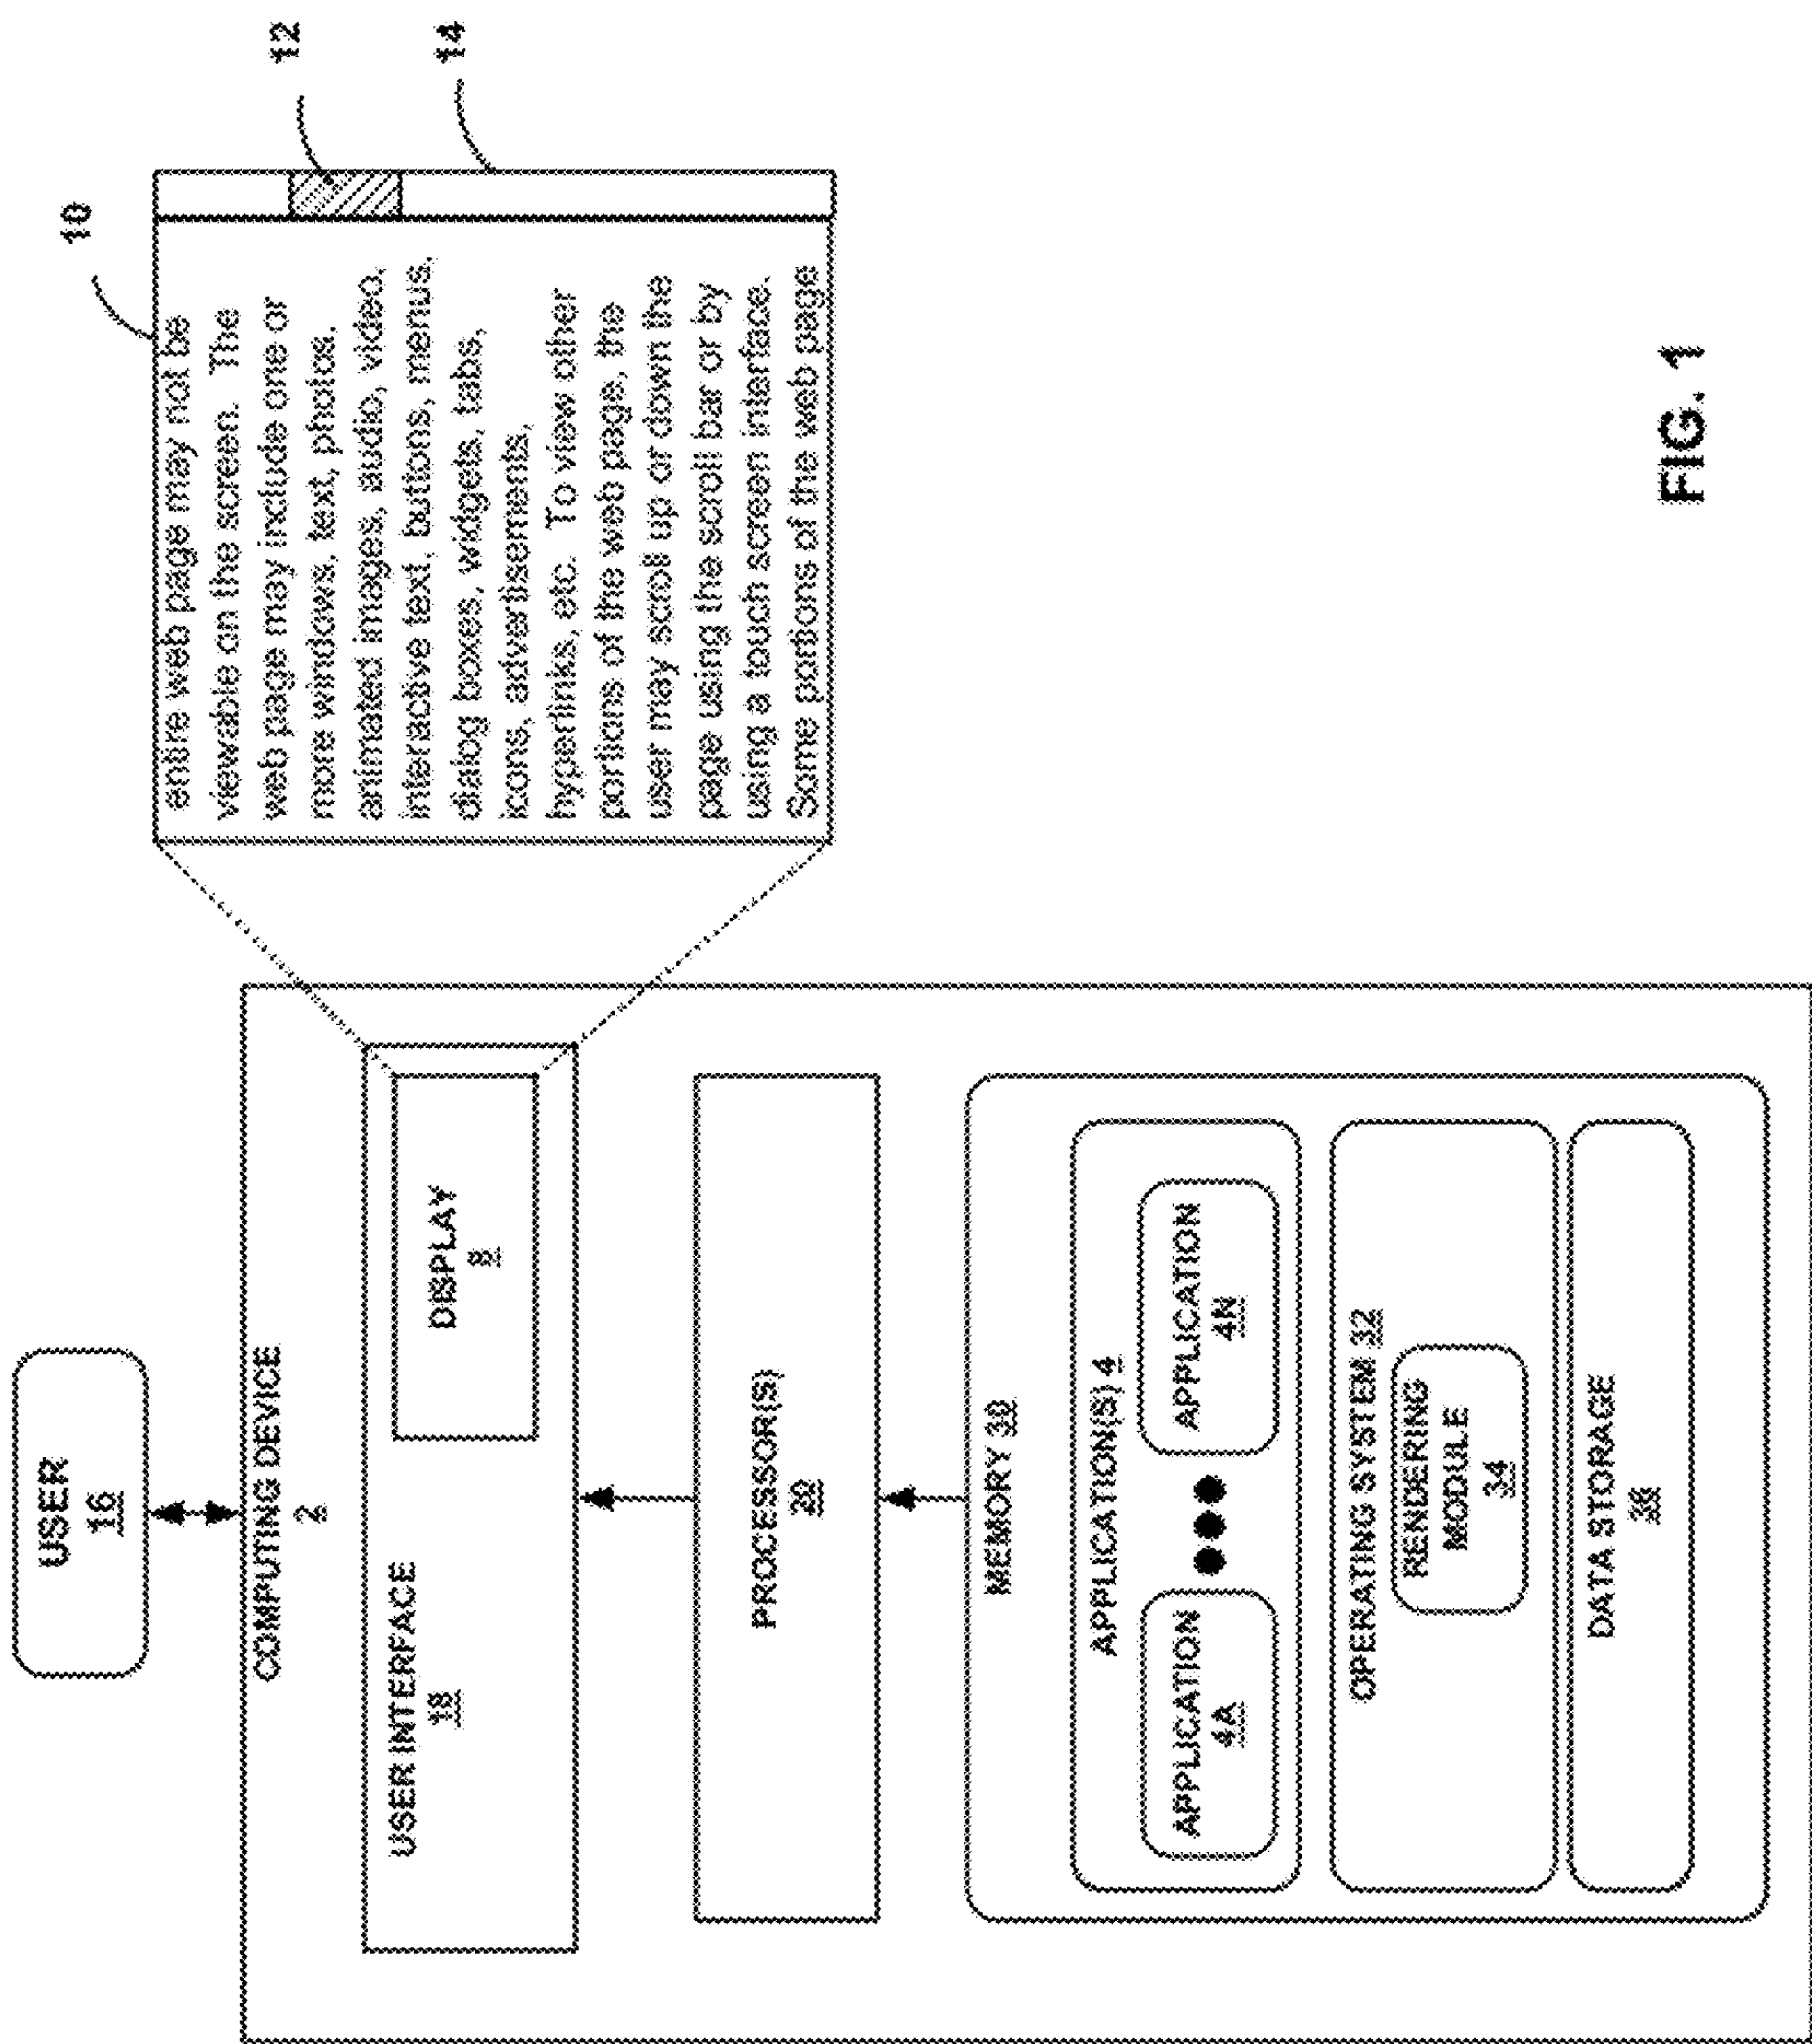 USER
16
COMPUTING DEVICE
2
USER INTERFACE
18
DISPLAY
8
PROCESSOR(S)
20
MEMORY 30
APPLICATION(S) 4
APPLICATION
4A
APPLICATION
4N
OPERATING SYSTEM 32
RENDERING
MODULE
34
DATA STORAGE
10
entire web page may not be
viewable on the screen. The
web page may include one or
more windows, text, photos,
animated images, audio, video,
interactive text, buttons, menus,
dialog boxes, widgets, tabs,
icons, advertisements,
hyperlinks, etc. To view other
portions of the web page, the
user may scroll up or down the
page using the scroll bar or by
using a touch screen interface.
Some portions of the web page
12
14
FIG. 1